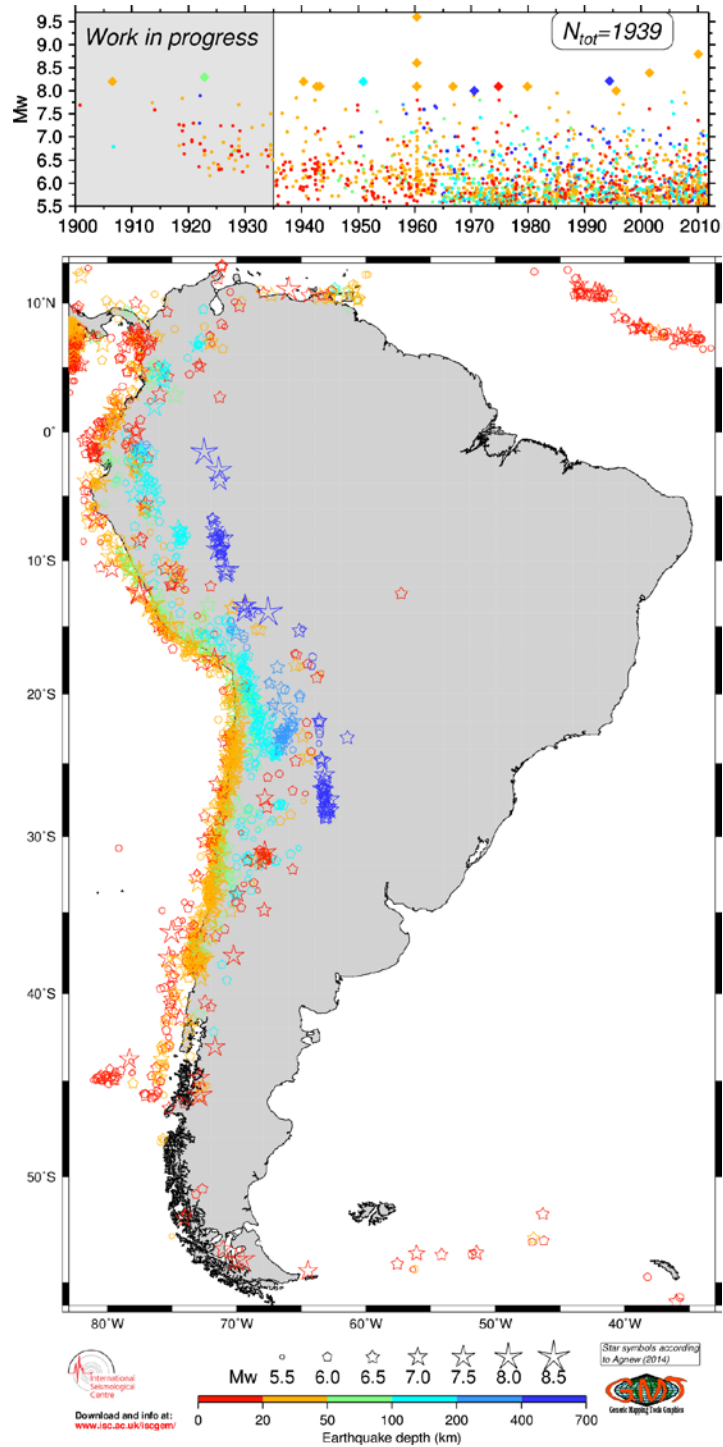 9.5
9.0
8.5
8.0
7.5
7.0
6.5
6.0
5.5
Mw
Work in progress
Ntot=1939
1900 1910 1920 1930 1940 1950 1960 1970 1980 1990 2000 2010
10°N
0°
10°S
20°S
30°S
40°S
50°S
80°W 70°W 60°W 50°W 40°W
International
Seismological
Centre
Download and info at:
www.isc.ac.uk/iscgem/
Mw 5.5 6.0 6.5 7.0 7.5 8.0 8.5
0 20 50 100 200 400 700
Earthquake depth (km)
Star symbols according
to Agnew (2014)
GMT
Generic Mapping Tools Graphics